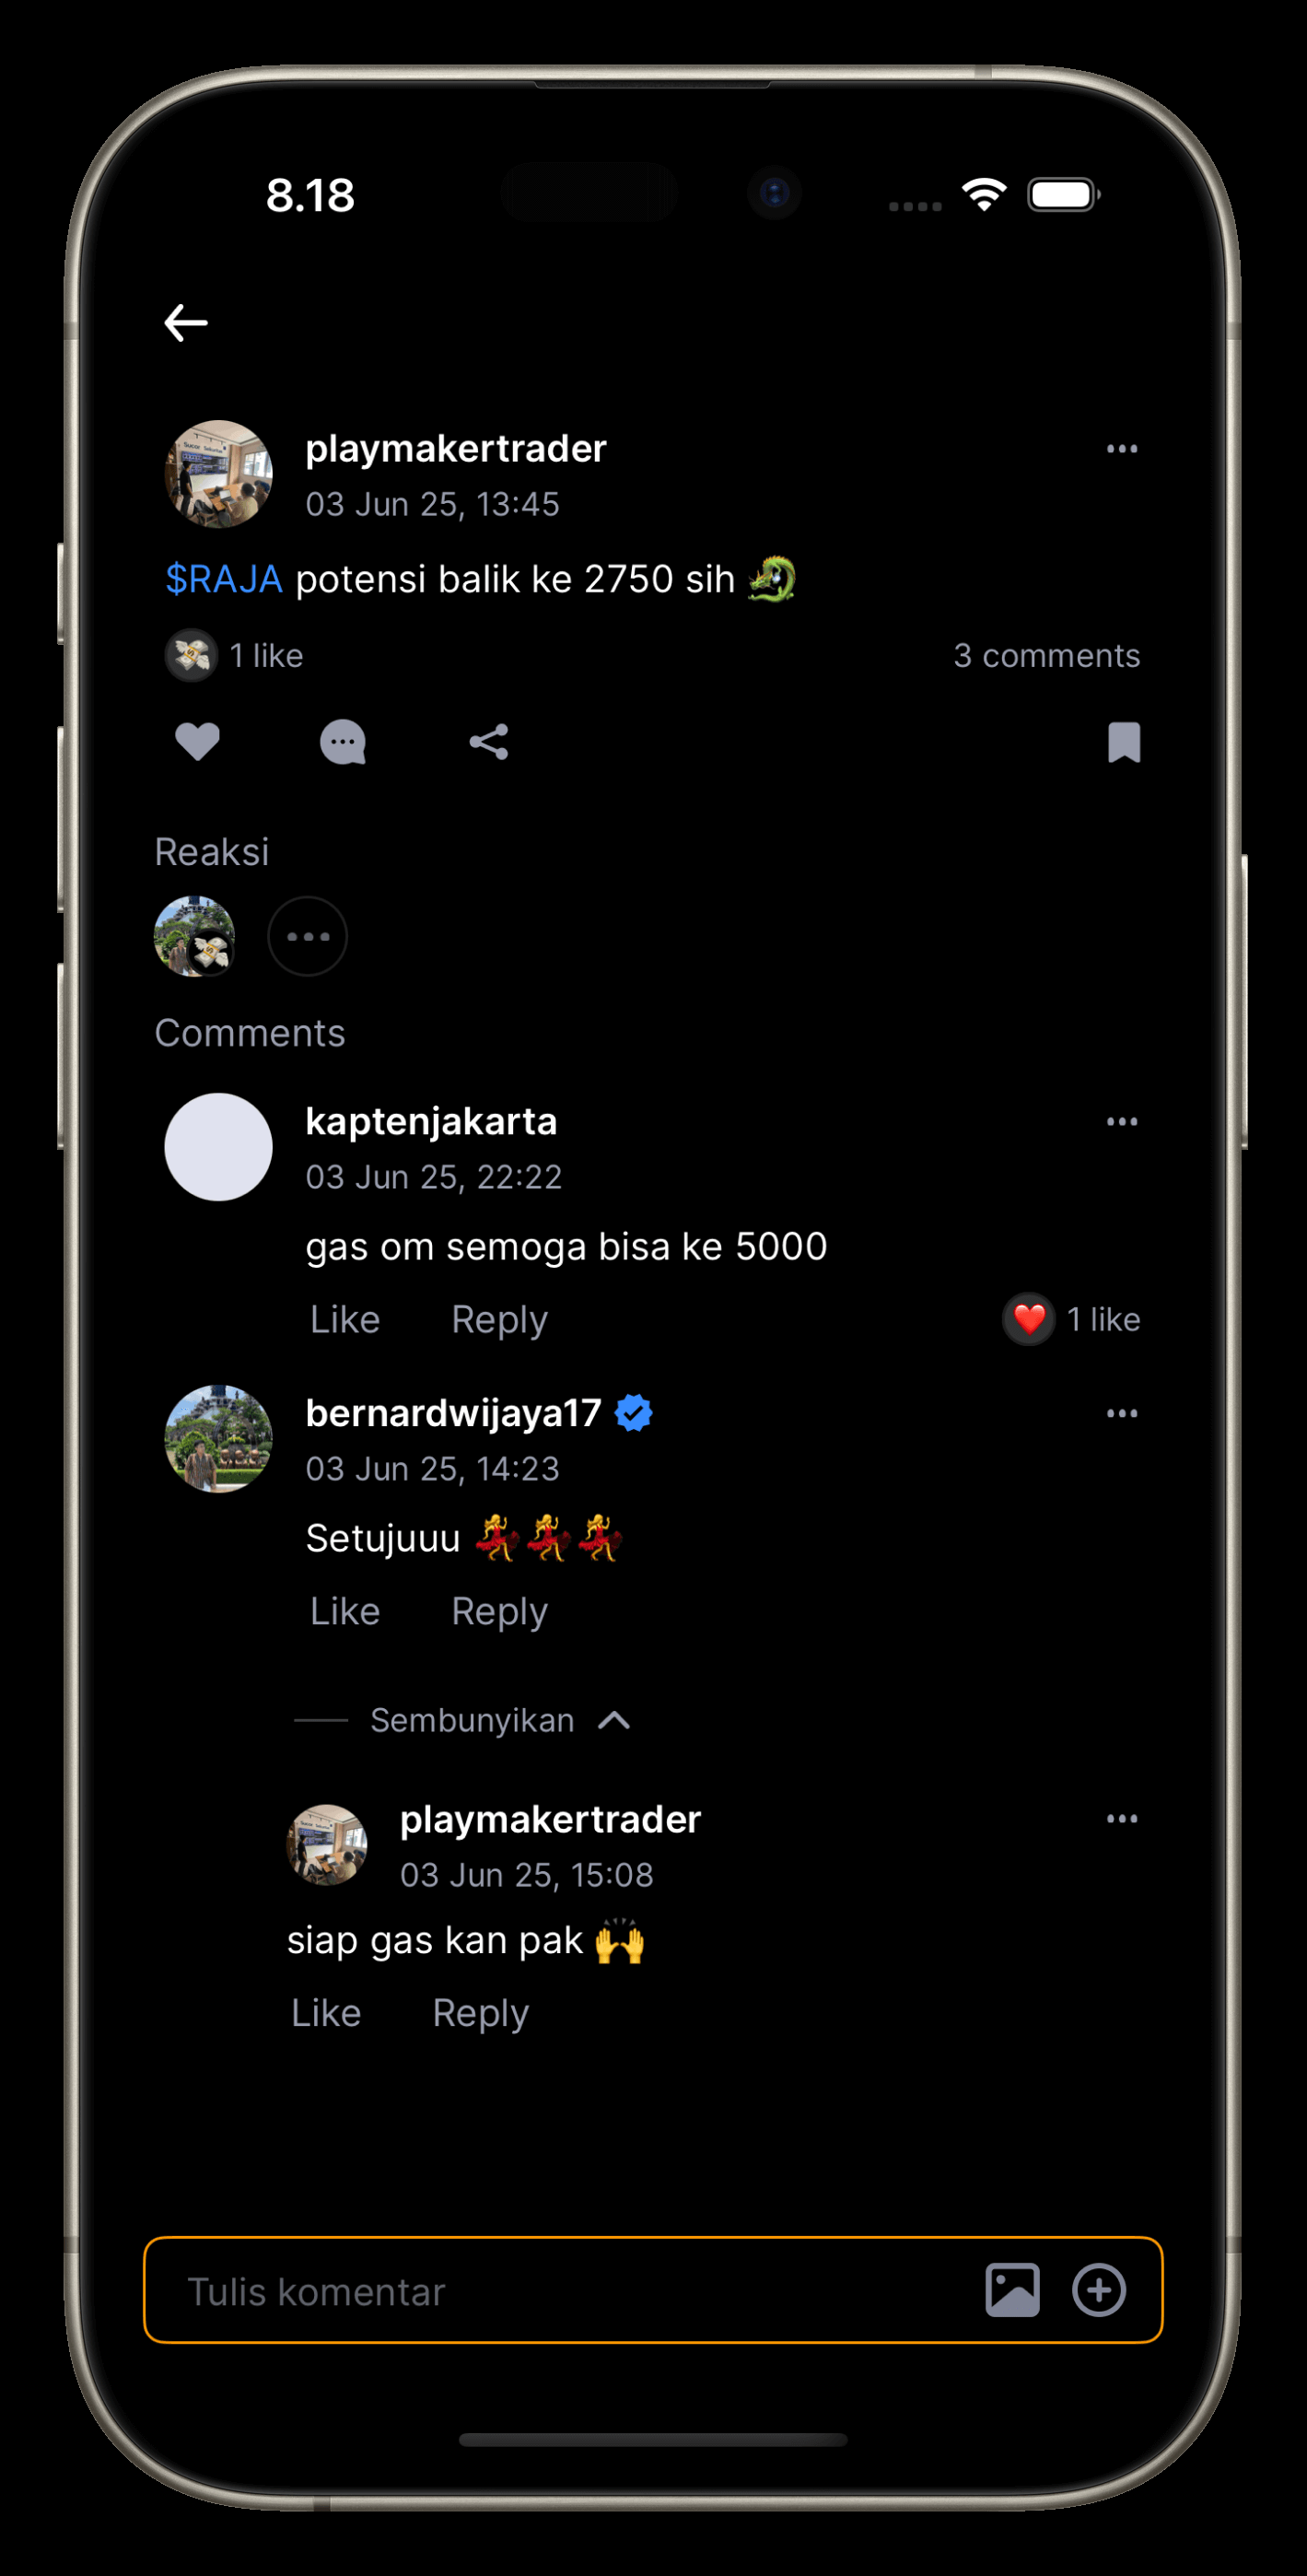 8.18
playmakertrader
03 Jun 25, 13:45
$RAJA potensi balik ke 2750 sih 🐉
1 like
3 comments
Reaksi
Comments
kaptenjakarta
03 Jun 25, 22:22
gas om semoga bisa ke 5000
Like Reply
❤️ 1 like
bernardwijaya17
03 Jun 25, 14:23
Setujuuu 💃💃💃
Like Reply
Sembunyikan
playmakertrader
03 Jun 25, 15:08
siap gas kan pak 🙌
Like Reply
Tulis komentar